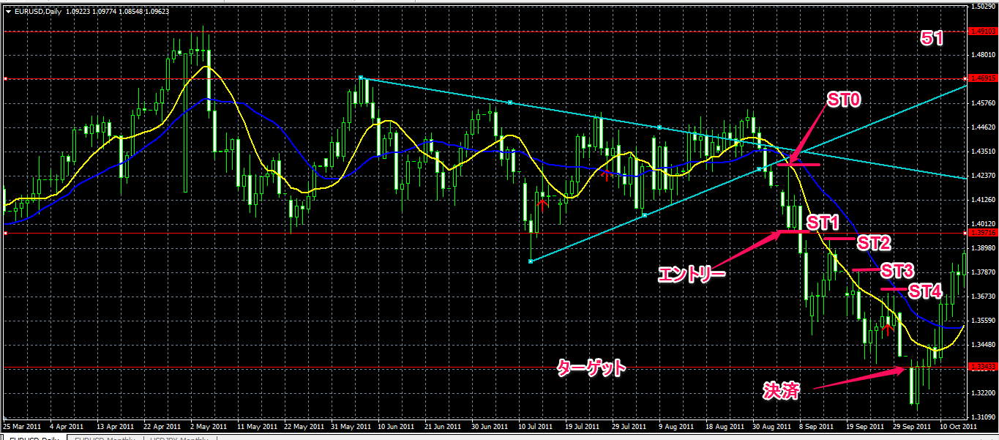 EURUSD,Daily 1.09223 1.09774 1.08548 1.09623
1.50290
1.49103
51
1.48010
1.46915
ST0
1.45760
1.44620
1.43510
1.42370
1.41260
ST1
1.40120
1.39716
ST2
1.38980
エントリー
ST3
1.37870
ST4
1.36730
1.35590
1.34480
ターゲット
1.33433
決済
1.32200
1.31090
25 Mar 2011 4 Apr 2011 13 Apr 2011 22 Apr 2011 2 May 2011 11 May 2011 22 May 2011 31 May 2011 10 Jun 2011 21 Jun 2011 30 Jun 2011 10 Jul 2011 19 Jul 2011 29 Jul 2011 9 Aug 2011 18 Aug 2011 30 Aug 2011 8 Sep 2011 19 Sep 2011 29 Sep 2011 10 Oct 2011
EURUSD,Daily EURUSD,Monthly USDJPY,Monthly